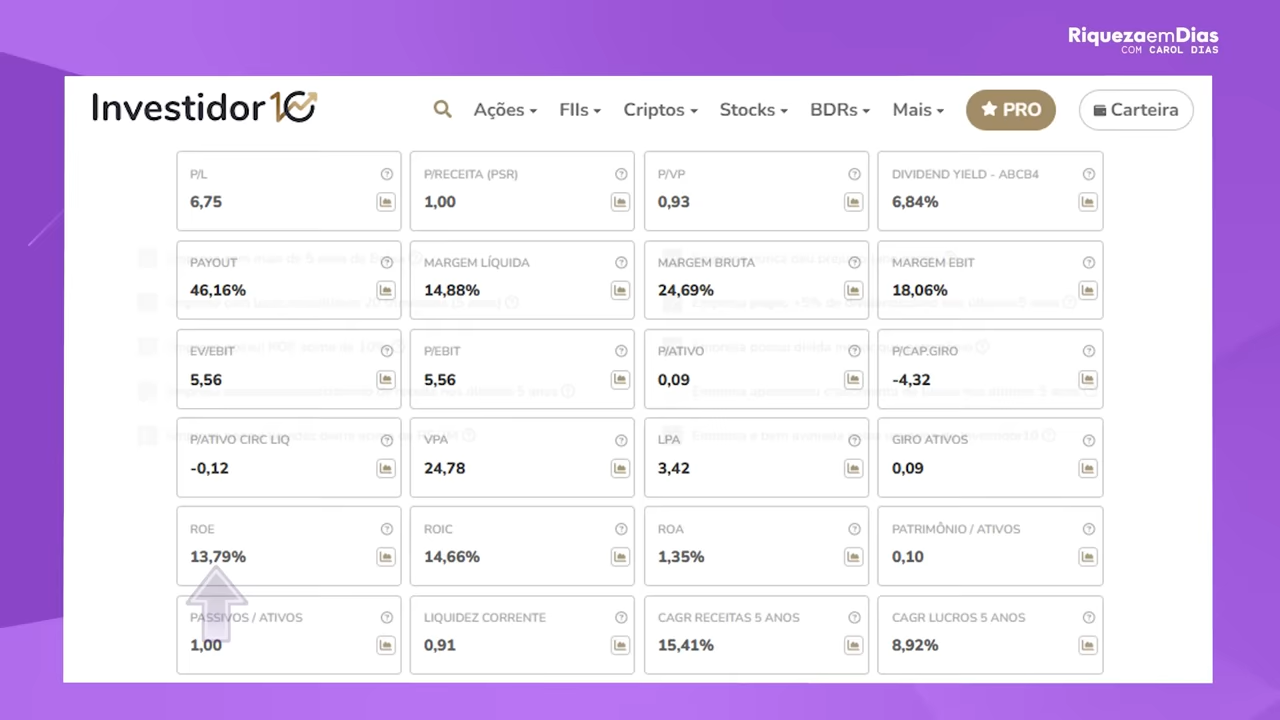 RiquezaemDias
COM CAROL DIAS
Investidor 10
Ações FIIs Criptos Stocks BDRs Mais PRO Carteira
P/L P/RECEITA (PSR) P/VP DIVIDEND YIELD - ABCB4
6,75 1,00 0,93 6,84%
PAYOUT MARGEM LÍQUIDA MARGEM BRUTA MARGEM EBIT
46,16% 14,88% 24,69% 18,06%
EV/EBIT P/EBIT P/ATIVO P/CAP.GIRO
5,56 5,56 0,09 -4,32
P/ATIVO CIRC LIQ VPA LPA GIRO ATIVOS
-0,12 24,78 3,42 0,09
ROE ROIC ROA PATRIMÔNIO / ATIVOS
13,79% 14,66% 1,35% 0,10
PASSIVOS / ATIVOS LIQUIDEZ CORRENTE CAGR RECEITAS 5 ANOS CAGR LUCROS 5 ANOS
1,00 0,91 15,41% 8,92%